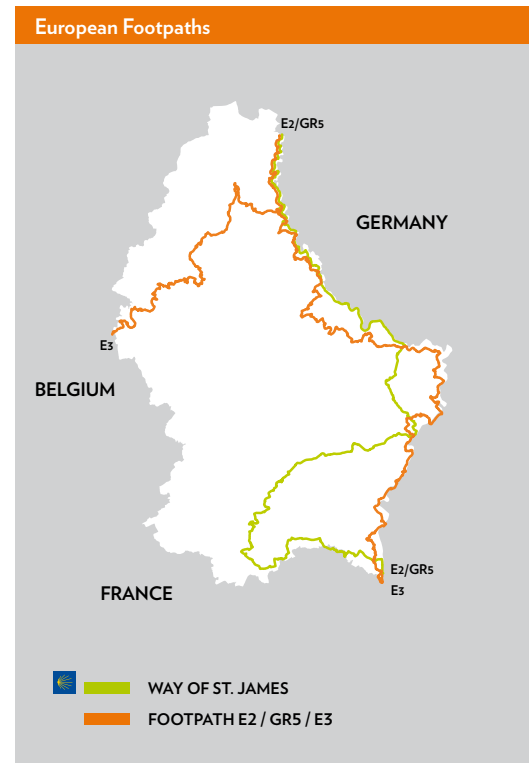 European Footpaths
E2/GR5
GERMANY
E3
BELGIUM
E2/GR5
E3
FRANCE
WAY OF ST. JAMES
FOOTPATH E2 / GR5 / E3